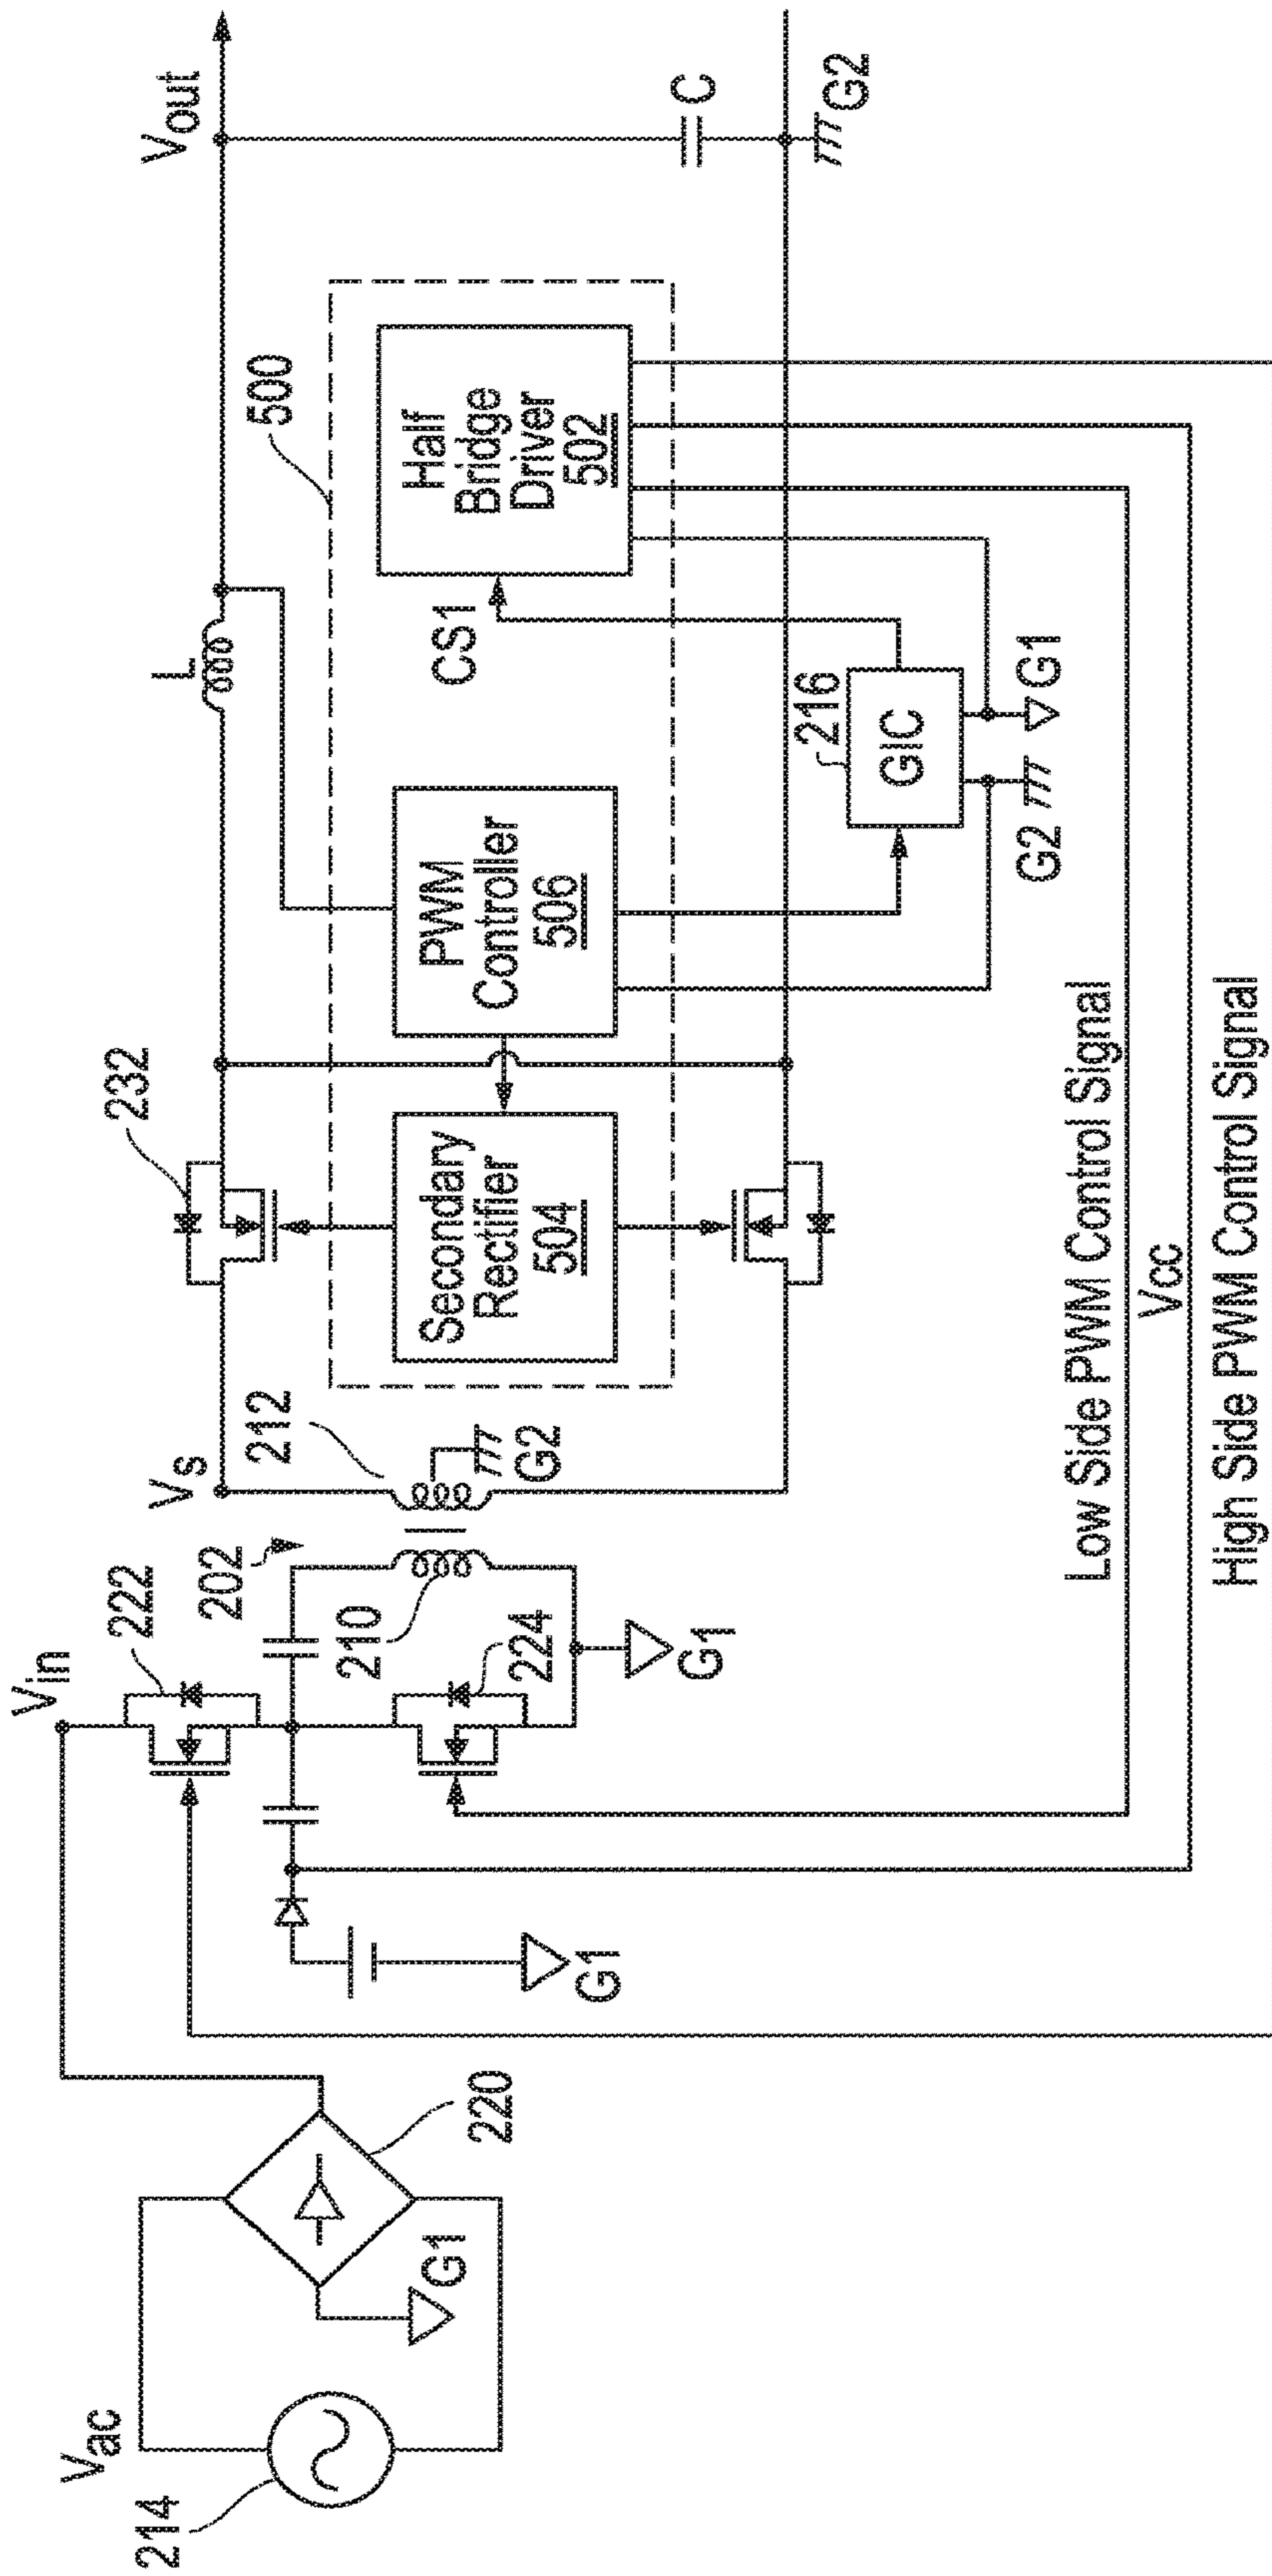 214
Vac
G1
220
Vin
222
202
210
224
G1
G1
Vs
212
G2
232
500
Secondary
Rectifier
504
PWM
Controller
506
Half
Bridge
Driver
502
CS1
L
Vout
C
G2
216
GIC
G2
G1
Low Side PWM Control Signal
Vcc
High Side PWM Control Signal